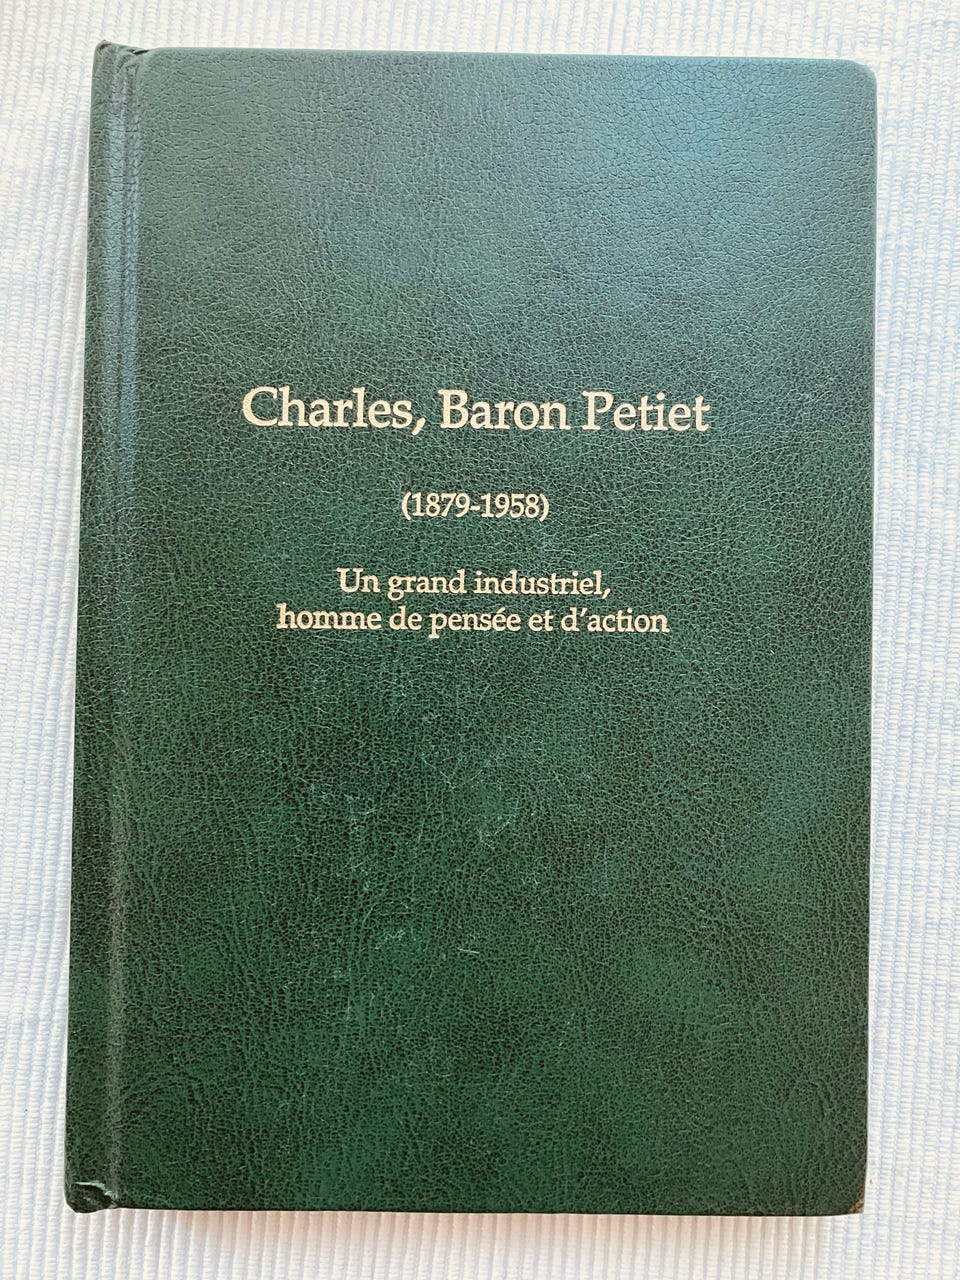 Charles, Baron Petiet
(1879-1958)
Un grand industriel,
homme de pensée et d'action